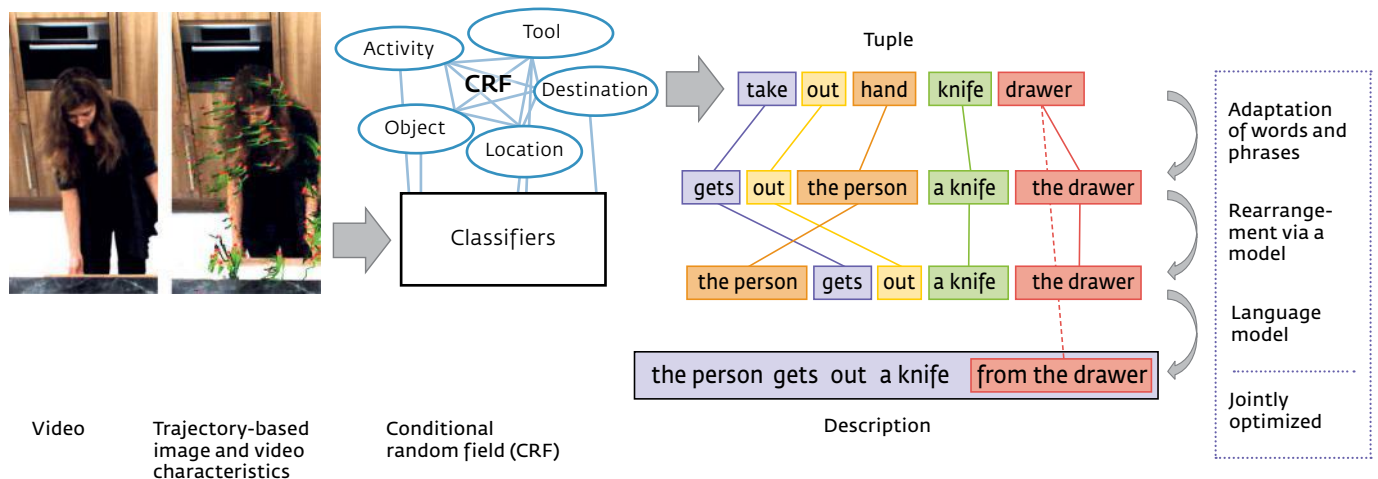 Tuple
Activity
Tool
CRF
Destination
Object
Location
Classifiers
take out hand knife drawer
gets out the person a knife the drawer
the person gets out a knife the drawer
the person gets out a knife from the drawer
Adaptation
of words and
phrases
Rearrange-
ment via a
model
Language
model
Jointly
optimized
Video
Trajectory-based
image and video
characteristics
Conditional
random field (CRF)
Description